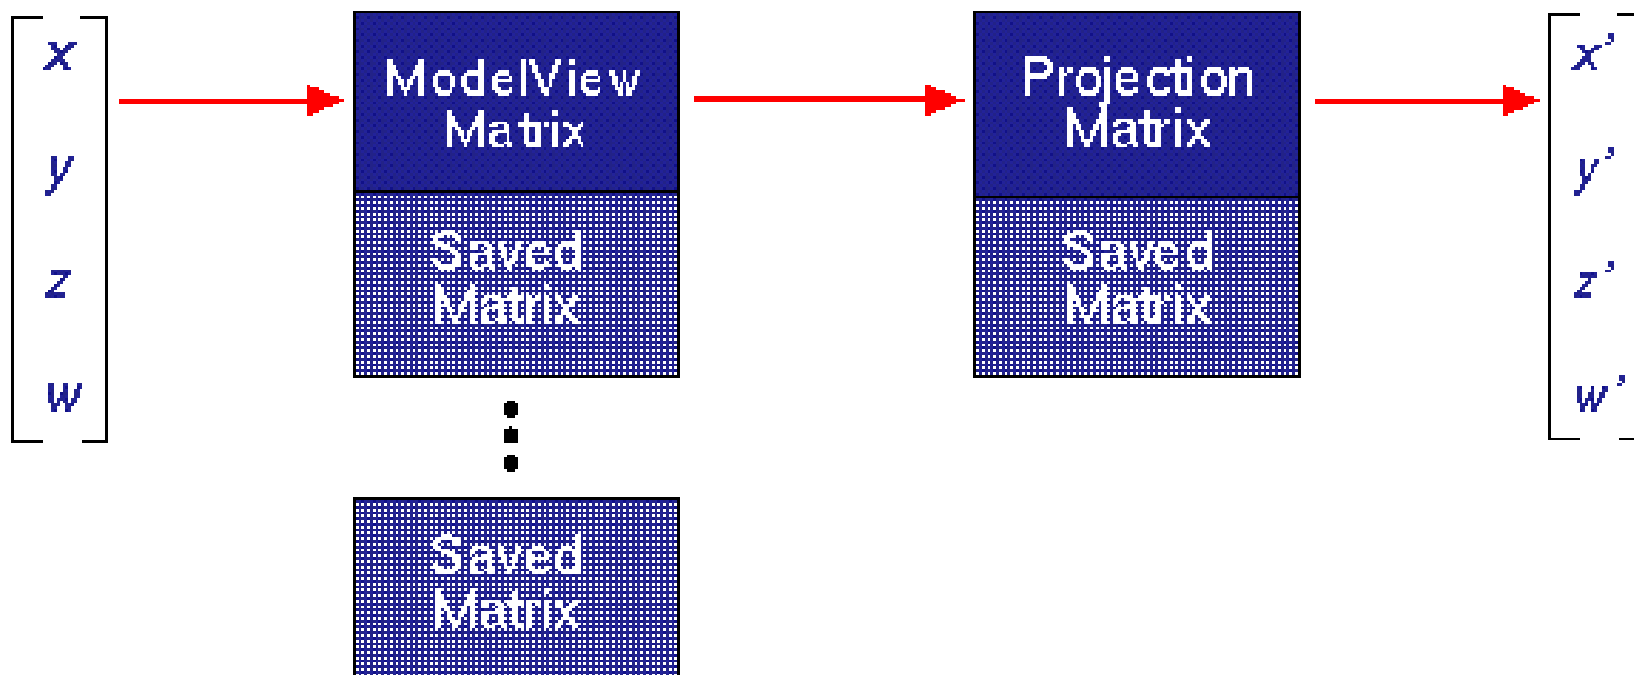 x
y
z
w
ModelView
Matrix
Saved
Matrix
Saved
Matrix
Projection
Matrix
Saved
Matrix
x’
y’
z’
w’